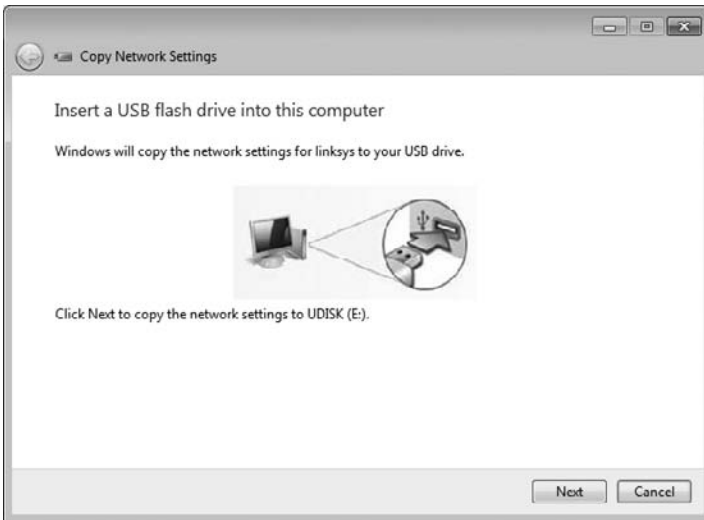 Copy Network Settings
Insert a USB flash drive into this computer
Windows will copy the network settings for linksys to your USB drive.
Click Next to copy the network settings to UDISK (E:).
Next Cancel